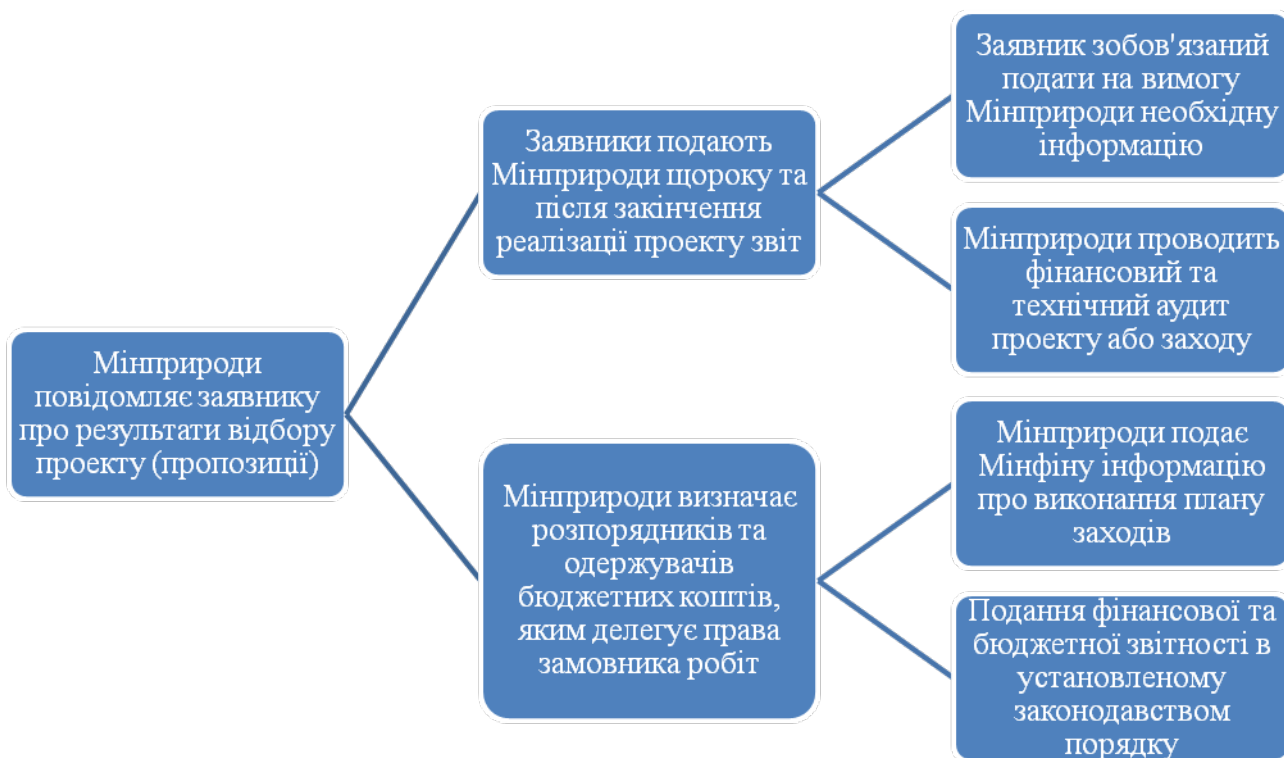 Мінприроди
повідомляє заявнику
про результати відбору
проекту (пропозиції)
Заявники подають
Мінприроди щороку та
після закінчення
реалізації проекту звіт
Заявник зобов'язаний
подати на вимогу
Мінприроди необхідну
інформацію
Мінприроди проводить
фінансовий та
технічний аудит
проекту або заходу
Мінприроди визначає
розпорядників та
одержувачів
бюджетних коштів,
яким делегує права
замовника робіт
Мінприроди подає
Мінфіну інформацію
про виконання плану
заходів
Подання фінансової та
бюджетної звітності в
установленому
законодавством
порядку